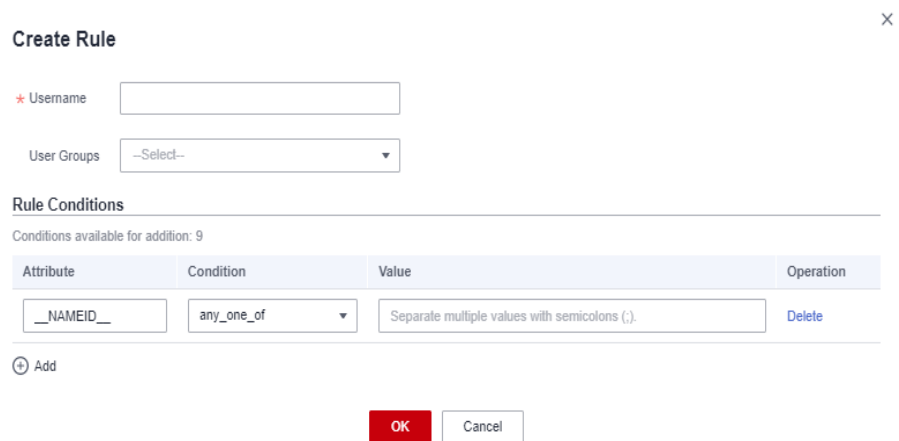 Create Rule
* Username
User Groups --Select--
Rule Conditions
Conditions available for addition: 9
Attribute Condition Value Operation
__NAMEID__ any_one_of Separate multiple values with semicolons (;). Delete
Add
OK Cancel